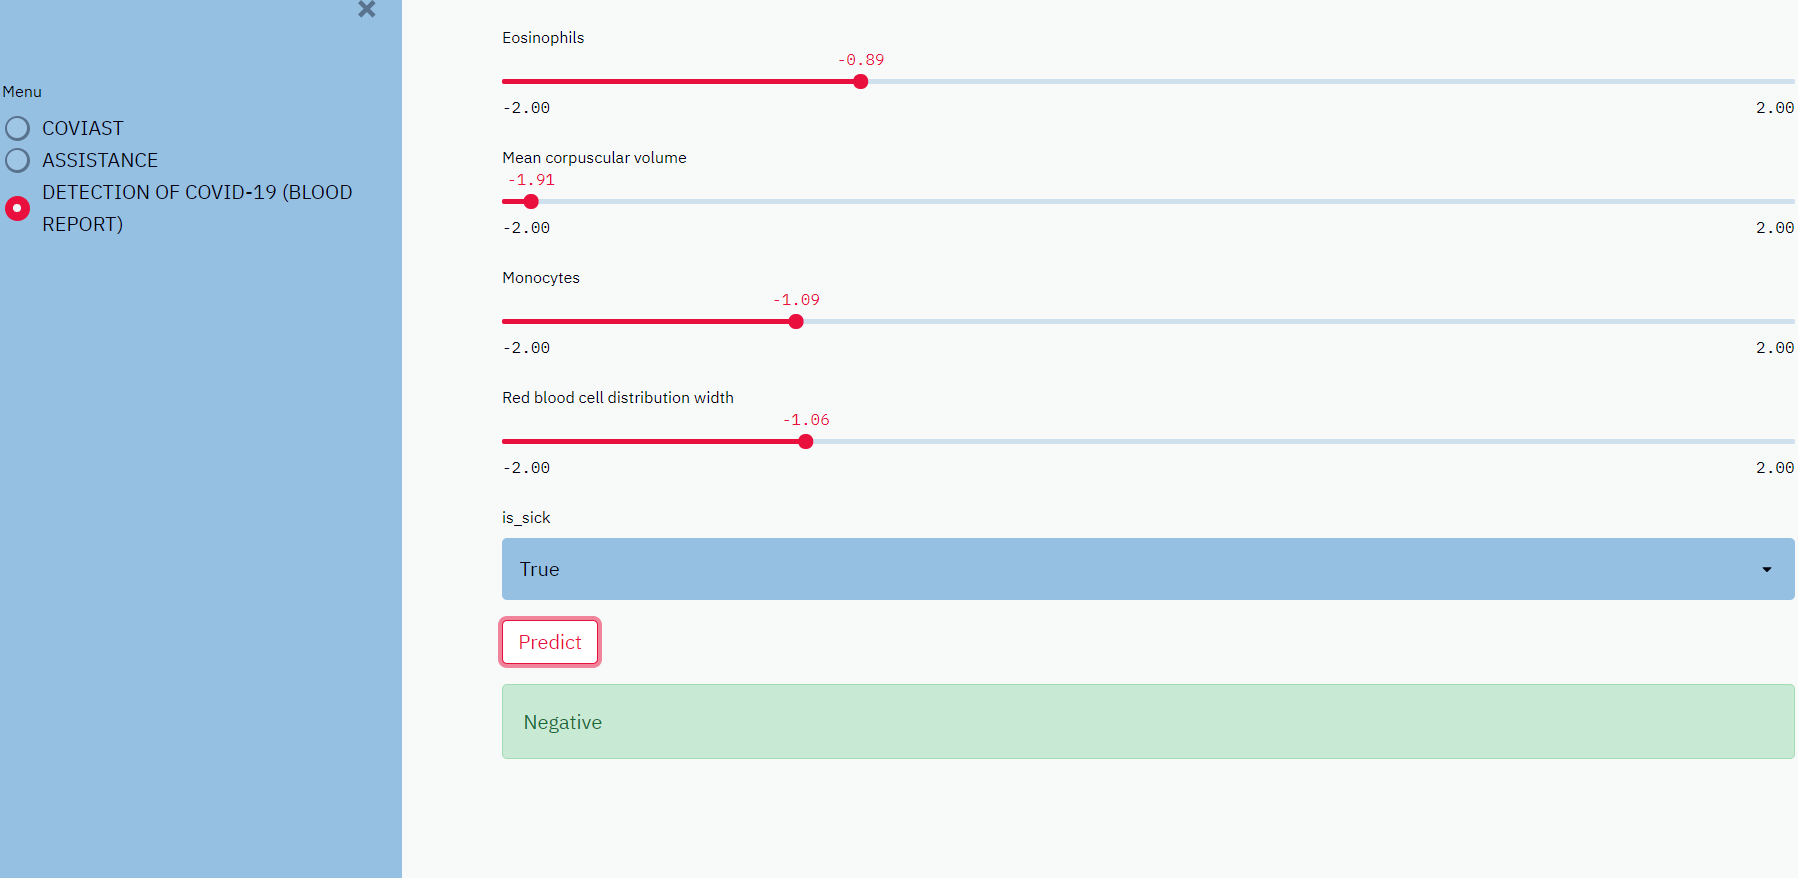 Menu
COVIAST
ASSISTANCE
DETECTION OF COVID-19 (BLOOD
REPORT)
Eosinophils
-0.89
-2.00 2.00
Mean corpuscular volume
-1.91
-2.00 2.00
Monocytes
-1.09
-2.00 2.00
Red blood cell distribution width
-1.06
-2.00 2.00
is_sick
True
Predict
Negative